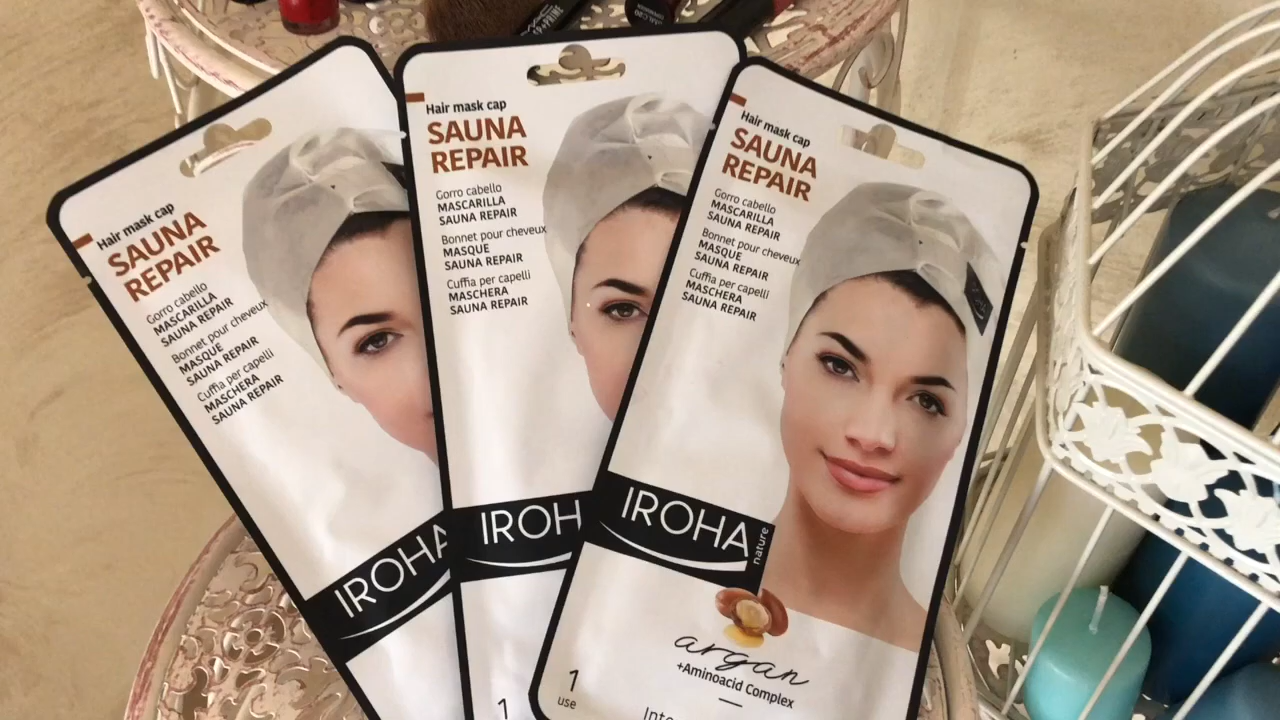 Hair mask cap
SAUNA
REPAIR
Gorro cabello
MASCARILLA
SAUNA REPAIR
Bonnet pour cheveux
MASQUE
SAUNA REPAIR
Cuffia per capelli
MASCHERA
SAUNA REPAIR
IROHA
Hair mask cap
SAUNA
REPAIR
Gorro cabello
MASCARILLA
SAUNA REPAIR
Bonnet pour cheveux
MASQUE
SAUNA REPAIR
Cuffia per capelli
MASCHERA
SAUNA REPAIR
IROH
1
Hair mask cap
SAUNA
REPAIR
Gorro cabello
MASCARILLA
SAUNA REPAIR
Bonnet pour cheveux
MASQUE
SAUNA REPAIR
Cuffia per capelli
MASCHERA
SAUNA REPAIR
IROHA
nature
argan
+Aminoacid Complex
1
use
Inte